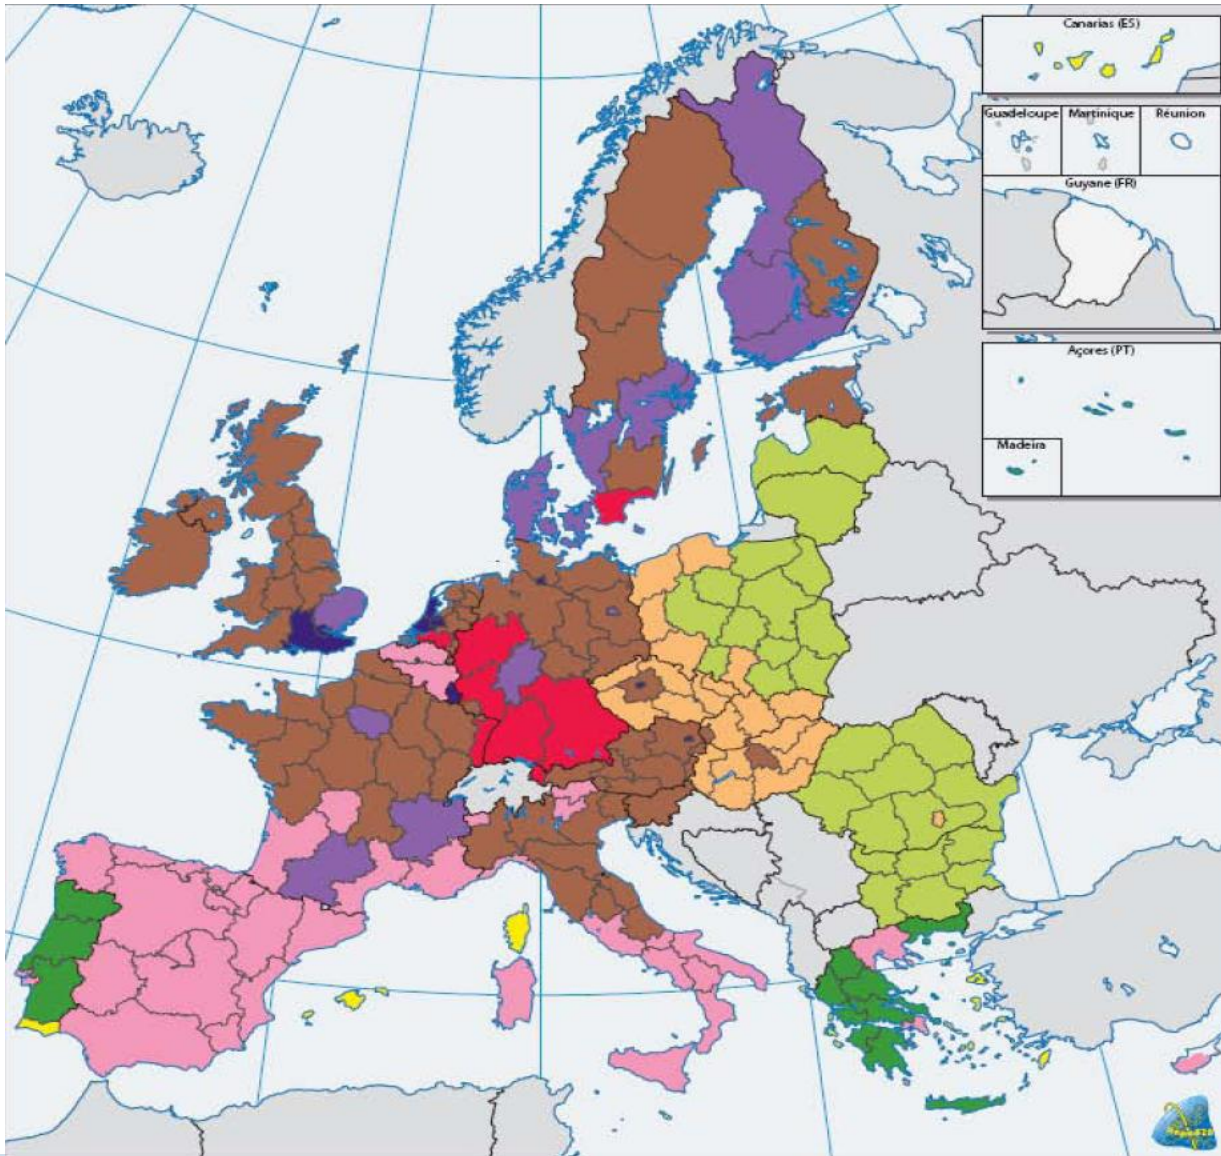 Canarias (ES)
Guadeloupe
Martinique
Réunion
Guyane (FR)
Açores (PT)
Madeira